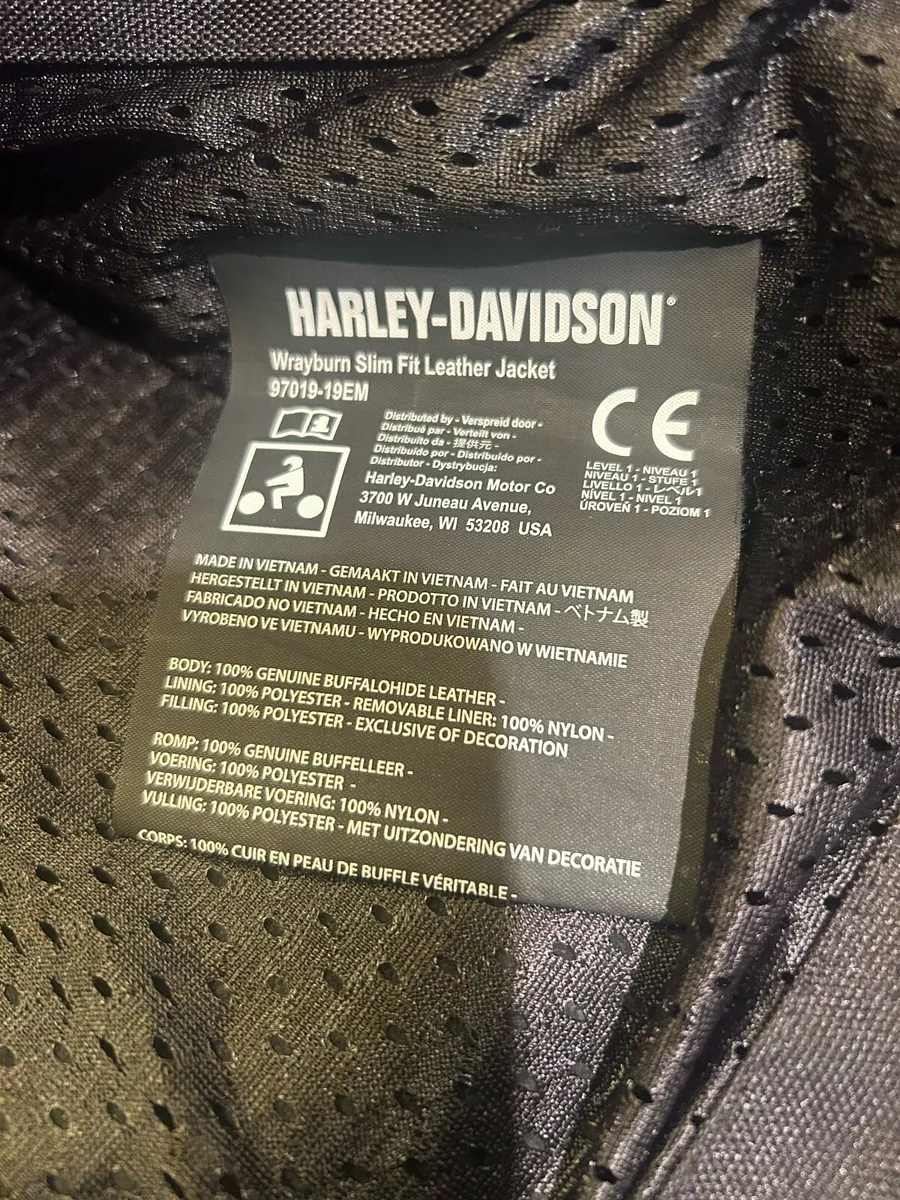 HARLEY-DAVIDSON®
Wrayburn Slim Fit Leather Jacket
97019-19EM
Distributed by - Verspreid door -
Distribué par - Verteilt von -
Distribuito da - 提供元 -
Distribuido por - Distribuído por -
Distributor - Dystrybucja:
Harley-Davidson Motor Co
3700 W Juneau Avenue,
Milwaukee, WI 53208 USA
CE
LEVEL 1 - NIVEAU 1
NIVEAU 1 - STUFE 1
LIVELLO 1 - レベル1
NÍVEL 1 - NIVEL 1
ÚROVEŇ 1 - POZIOM 1
MADE IN VIETNAM - GEMAAKT IN VIETNAM - FAIT AU VIETNAM
HERGESTELLT IN VIETNAM - PRODOTTO IN VIETNAM - ベトナム製
FABRICADO NO VIETNAM - HECHO EN VIETNAM -
VYROBENO VE VIETNAMU - WYPRODUKOWANO W WIETNAMIE
BODY: 100% GENUINE BUFFALOHIDE LEATHER -
LINING: 100% POLYESTER - REMOVABLE LINER: 100% NYLON -
FILLING: 100% POLYESTER - EXCLUSIVE OF DECORATION
ROMP: 100% GENUINE BUFFELLEER -
VOERING: 100% POLYESTER -
VERWIJDERBARE VOERING: 100% NYLON -
VULLING: 100% POLYESTER - MET UITZONDERING VAN DECORATIE
CORPS: 100% CUIR EN PEAU DE BUFFLE VÉRITABLE -